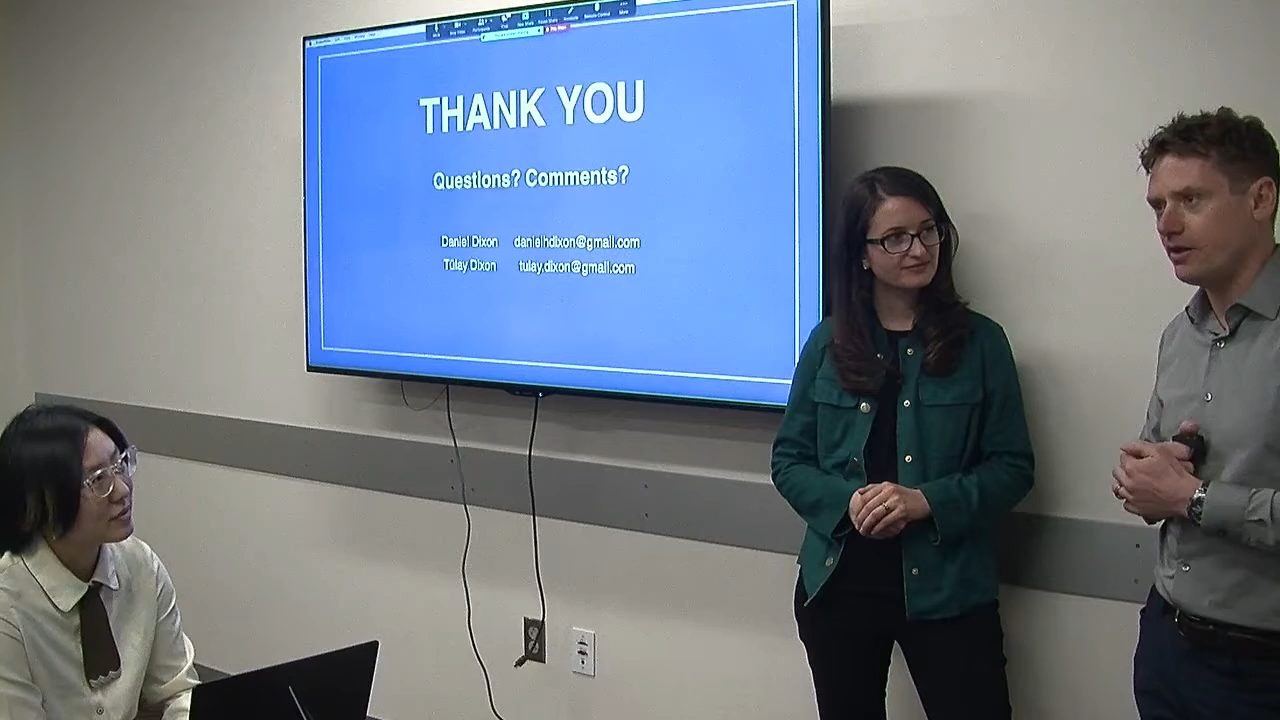 THANK YOU
Questions? Comments?
Daniel Dixon danielhdixon@gmail.com
Tülay Dixon tulay.dixon@gmail.com